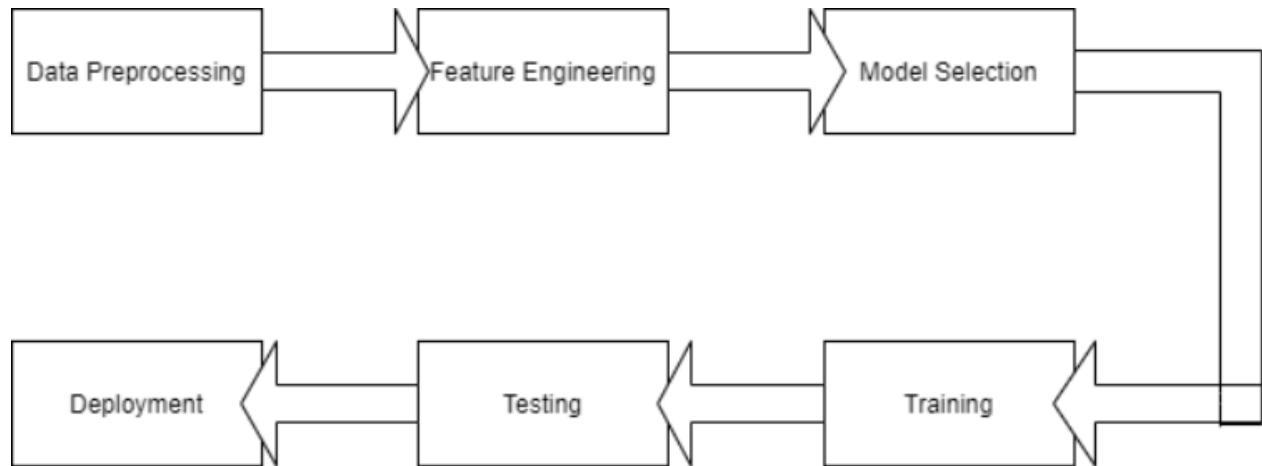 Data Preprocessing
Feature Engineering
Model Selection
Training
Testing
Deployment